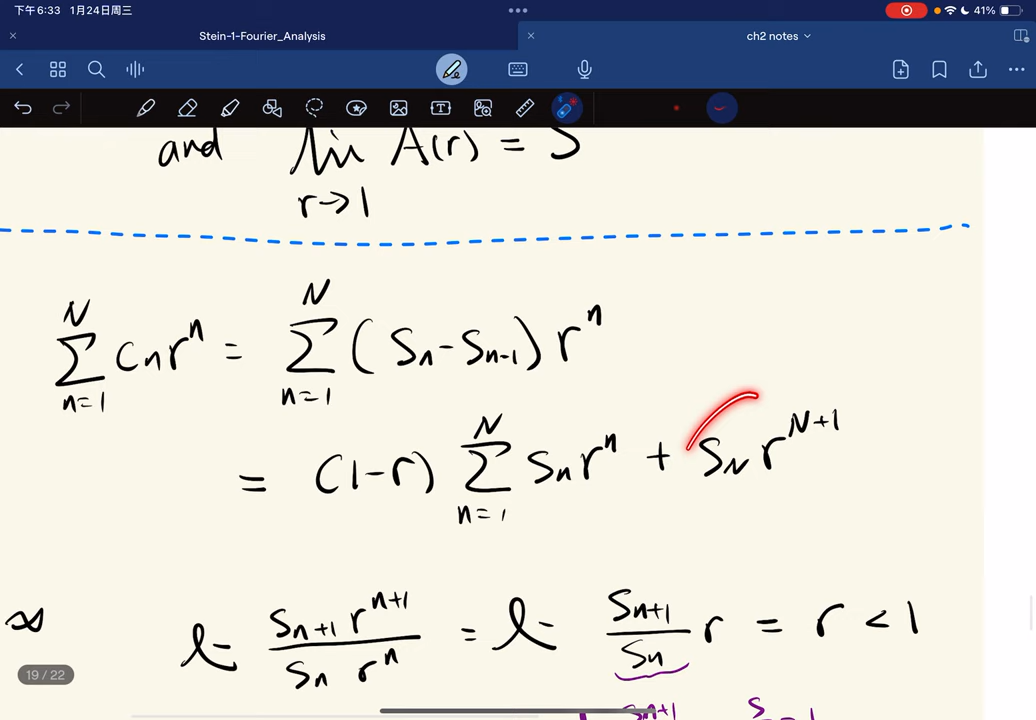 下午6:33 1月24日周三
41%
Stein-1-Fourier_Analysis
ch2 notes
and lim A(r) = S
r→1
N N
∑ cₙrⁿ = ∑ (Sₙ-Sₙ₋₁) rⁿ
n=1 n=1
N
= (1-r) ∑ Sₙrⁿ + S_N r^{N+1}
n=1
Sₙ₊₁ rⁿ⁺¹ / Sₙ rⁿ = Sₙ₊₁ / Sₙ r = r < 1
19 / 22